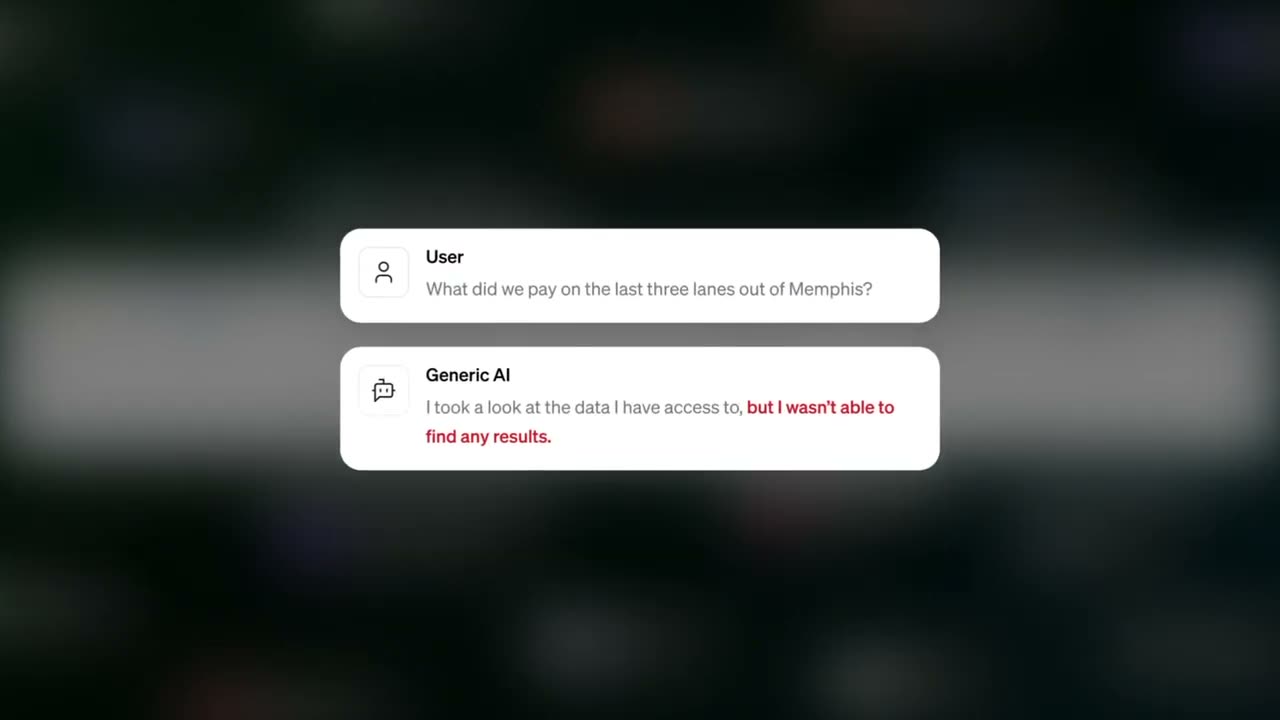 User
What did we pay on the last three lanes out of Memphis?
Generic AI
I took a look at the data I have access to, but I wasn’t able to
find any results.